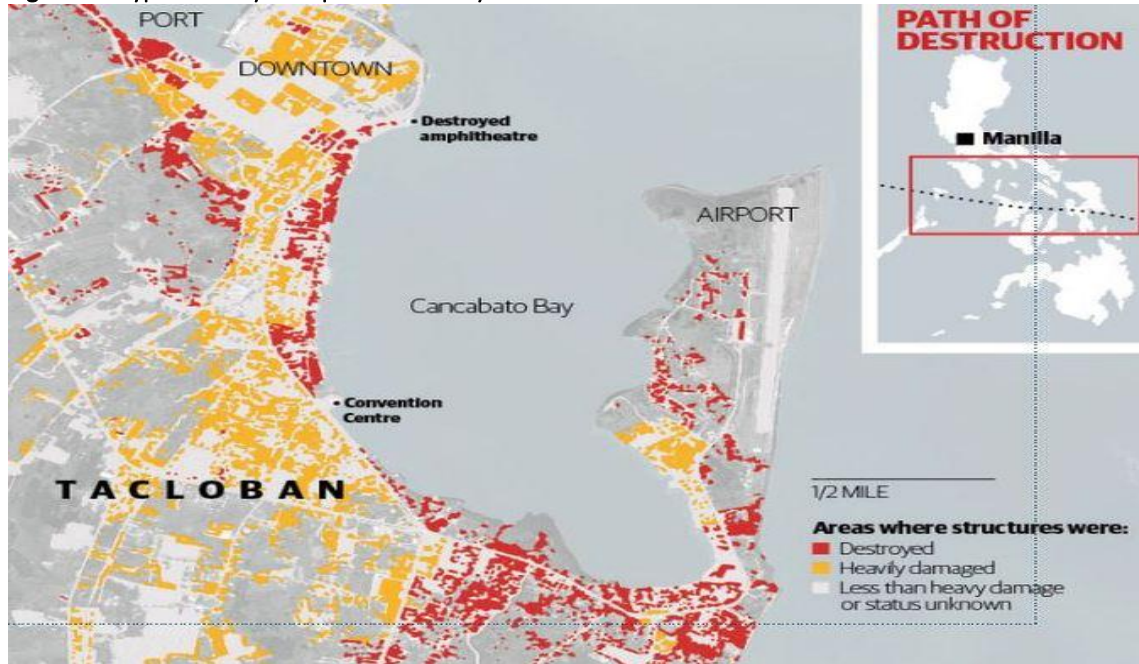 PORT
DOWNTOWN
• Destroyed
amphitheatre
AIRPORT
Cancabato Bay
• Convention
Centre
TACLOBAN
PATH OF
DESTRUCTION
Manilla
1/2 MILE
Areas where structures were:
Destroyed
Heavily damaged
Less than heavy damage
or status unknown